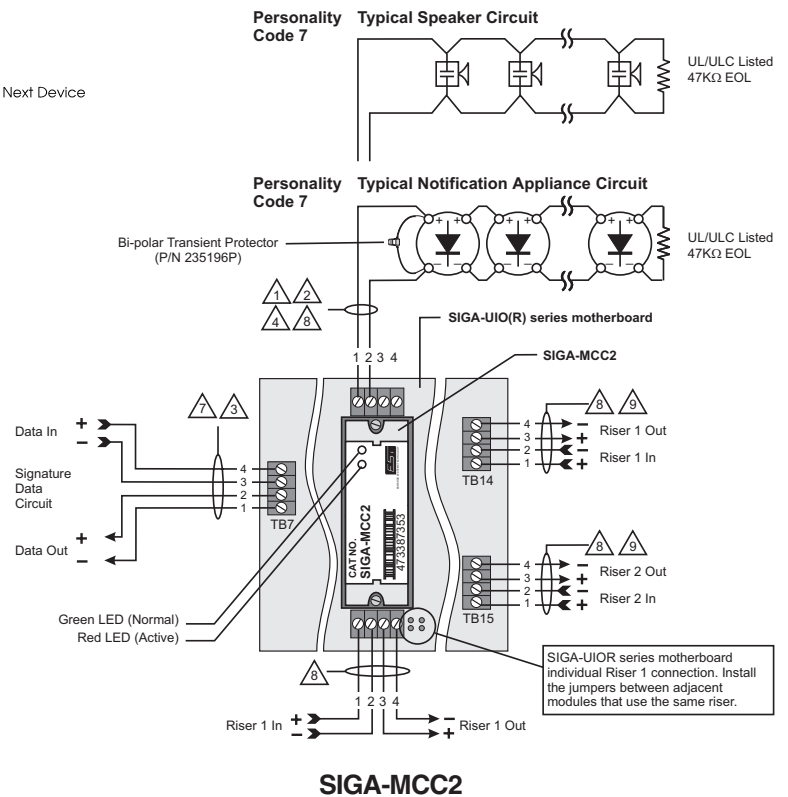 Personality Typical Speaker Circuit
Code 7
UL/ULC Listed
47KΩ EOL
Next Device
Personality Typical Notification Appliance Circuit
Code 7
+ + + + + +
Bi-polar Transient Protector
(P/N 235196P)
UL/ULC Listed
47KΩ EOL
– – – – – –
1 2
4 8
SIGA-UIO(R) series motherboard
1 2 3 4
SIGA-MCC2
7 3
8 9
Data In + –
4 – Riser 1 Out
3 +
2 – Riser 1 In
1 +
TB14
Signature
Data
Circuit
4
3
2
1
TB7
Data Out + –
EST
CAT NO.
SIGA-MCC2
473387353
8 9
4 – Riser 2 Out
3 +
2 – Riser 2 In
1 +
TB15
Green LED (Normal)
Red LED (Active)
SIGA-UIOR series motherboard
individual Riser 1 connection. Install
the jumpers between adjacent
modules that use the same riser.
8
1 2 3 4
Riser 1 In + –
– + Riser 1 Out
SIGA-MCC2